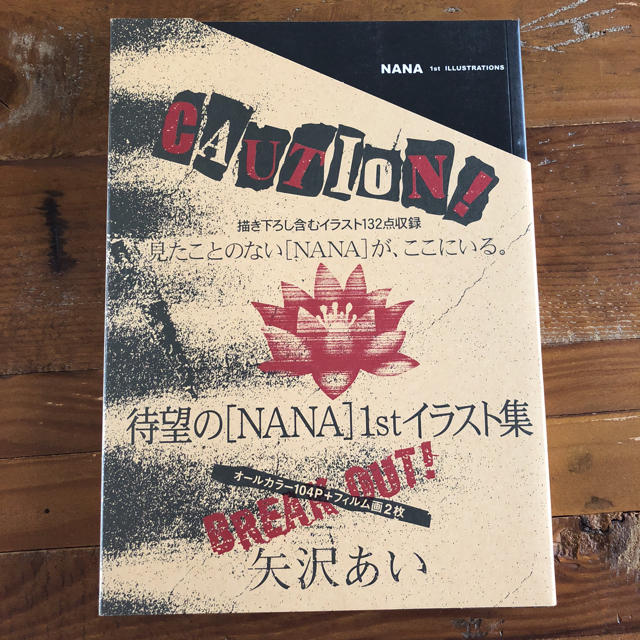 NANA 1st ILLUSTRATIONS
CAUTION!
描き下ろし含むイラスト132点収録
見たことのない[NANA]が、ここにいる。
待望の[NANA]1stイラスト集
BREAK OUT!
オールカラー104P+フィルム画2枚
矢沢あい